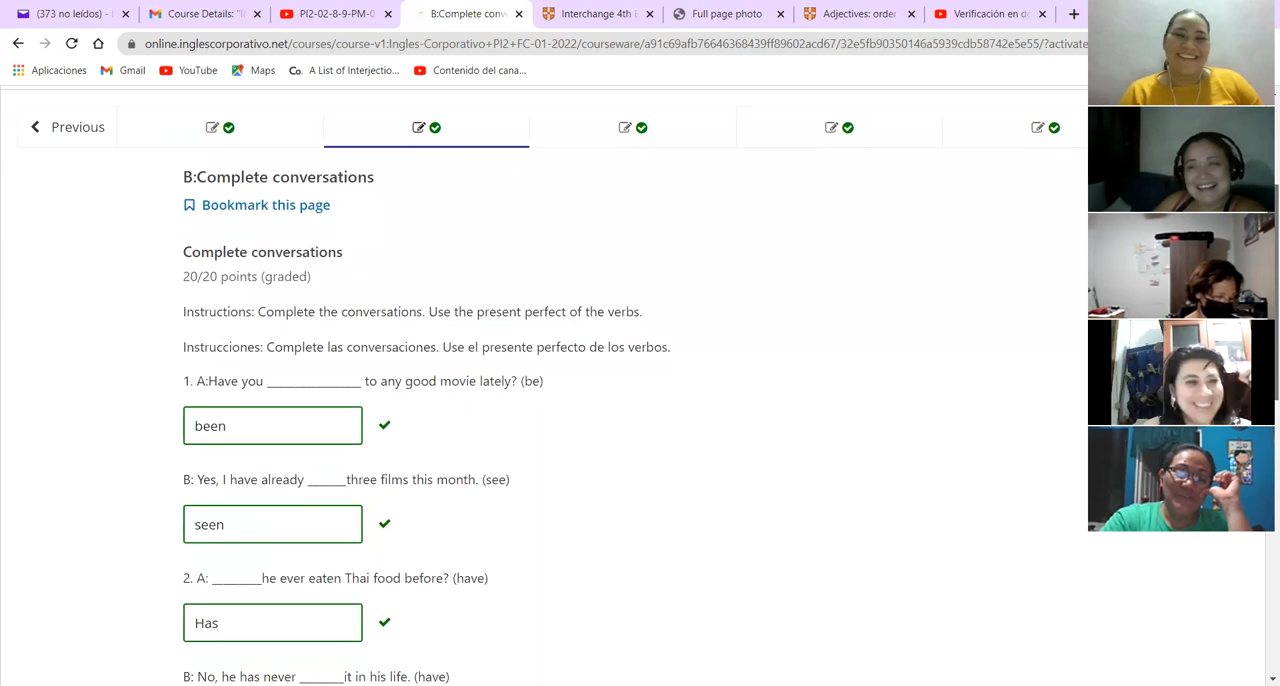 (373 no leídos) -
Course Details: "I
PI2-02-8-9-PM-0
B:Complete conv
Interchange 4th E
Full page photo
Adjectives: order
Verificación en do
online.inglescorporativo.net/courses/course-v1:Ingles-Corporativo+PI2+FC-01-2022/courseware/a91c69afb76646368439ff89602acd67/32e5fb90350146a5939cdb58742e5e55/?activate
Aplicaciones
Gmail
YouTube
Maps
Co. A List of Interjectio...
Contenido del cana...
Previous
B:Complete conversations
Bookmark this page
Complete conversations
20/20 points (graded)
Instructions: Complete the conversations. Use the present perfect of the verbs.
Instrucciones: Complete las conversaciones. Use el presente perfecto de los verbos.
1. A:Have you ______________ to any good movie lately? (be)
been
B: Yes, I have already ______three films this month. (see)
seen
2. A: ________he ever eaten Thai food before? (have)
Has
B: No, he has never _______it in his life. (have)